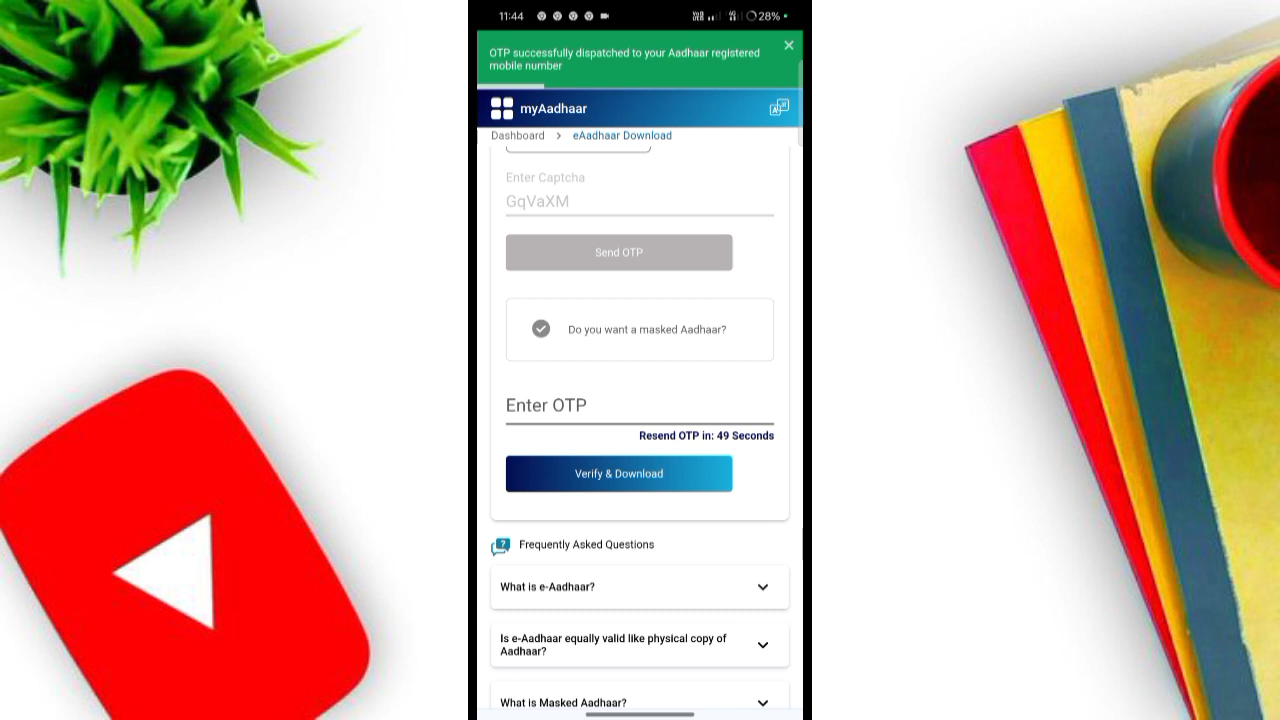 11:44
28%
OTP successfully dispatched to your Aadhaar registered
mobile number
myAadhaar
Dashboard > eAadhaar Download
Enter Captcha
GqVaXM
Send OTP
Do you want a masked Aadhaar?
Enter OTP
Resend OTP in: 49 Seconds
Verify & Download
Frequently Asked Questions
What is e-Aadhaar?
Is e-Aadhaar equally valid like physical copy of
Aadhaar?
What is Masked Aadhaar?